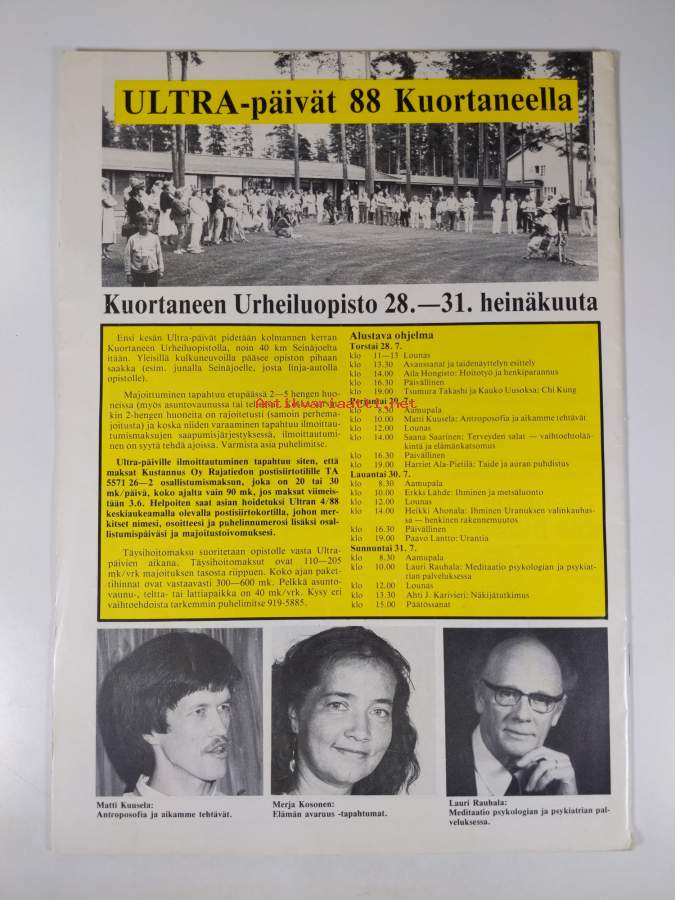 ULTRA-päivät 88 Kuortaneella
Kuortaneen Urheiluopisto 28.—31. heinäkuuta
Ensi kesän Ultra-päivät pidetään kolmannen kerran
Kuortaneen Urheiluopistolla, noin 40 km Seinäjoelta
itään. Yleisillä kulkuneuvoilla pääsee opiston pihaan
saakka (esim. junalla Seinäjoelle, josta linja-autolla
opistolle).
Majoittuminen tapahtuu etupäässä 2—5 hengen huo-
neissa (myös asuntovaunussa tai
kin 2-hengen huoneita on rajoitetusti (samoin perhema-
joitusta) ja koska niiden varaaminen tapahtuu ilmoittau-
tumismaksujen saapumisjärjestyksessä, ilmoittautumi-
nen on syytä tehdä ajoissa. Varmista asia puhelimitse.
Ultra-päiville ilmoittautuminen tapahtuu siten, että
maksat Kustannus Oy Rajatiedon postisiirtotilille TA
5571 26—2 osallistumismaksun, joka on 20 tai 30
mk/päivä, koko ajalta vain 90 mk, jos maksat viimeis-
tään 3.6. Helpoiten saat asian hoidetuksi Ultran 4/88
keskiaukeamalla olevalla postisiirtokortilla, johon mer-
kitset nimesi, osoitteesi ja puhelinnumerosi lisäksi osal-
listumispäiväsi ja majoitustoivomuksesi.
Täysihoitomaksu suoritetaan opistolle vasta Ultra-
päivien aikana. Täysihoitomaksut ovat 110—205
mk/vrk majoituksen tasosta riippuen. Koko ajan paket-
tihinnat ovat vastaavasti 300—600 mk. Pelkkä asunto-
vaunu-, teltta- tai lattiapaikka on 40 mk/vrk. Kysy eri
vaihtoehdoista tarkemmin puhelimitse 919-5885.
Alustava ohjelma
Torstai 28. 7.
klo 11—13 Lounas
klo 13.30 Avaussanat ja taidenäyttelyn esittely
klo 14.00 Aila Hongisto: Hoitotyö ja henkiparannus
klo 16.30 Päivällinen
klo 19.00 Tsumura Takashi ja Kauko Uusoksa: Chi Kung
Perjantai 29. 7.
antikvariaatti.net
klo 8.30 Aamupala
klo 10.00 Matti Kuusela: Antroposofia ja aikamme tehtävät
klo 12.00 Lounas
klo 14.00 Saana Saarinen: Terveyden salat — vaihtoehtolää-
kintä ja elämänkatsomus
klo 16.30 Päivällinen
klo 19.00 Harriet Ala-Pietilä: Taide ja auran puhdistus
Lauantai 30. 7.
klo 8.30 Aamupala
klo 10.00 Erkki Lähde: Ihminen ja metsäluonto
klo 12.00 Lounas
klo 14.00 Heikki Ahonala: Ihminen Uranuksen valinkauhas-
sa — henkinen rakennemuutos
klo 16.30 Päivällinen
klo 19.00 Paavo Lantto: Urantia
Sunnuntai 31. 7.
klo 8.30 Aamupala
klo 10.00 Lauri Rauhala: Meditaatio psykologian ja psykiat-
rian palveluksessa
klo 12.00 Lounas
klo 13.30 Ahti J. Karivieri: Näkijätutkimus
klo 15.00 Päätössanat
Matti Kuusela:
Antroposofia ja aikamme tehtävät.
Merja Kosonen:
Elämän avaruus -tapahtumat.
Lauri Rauhala:
Meditaatio psykologian ja psykiatrian pal-
veluksessa.